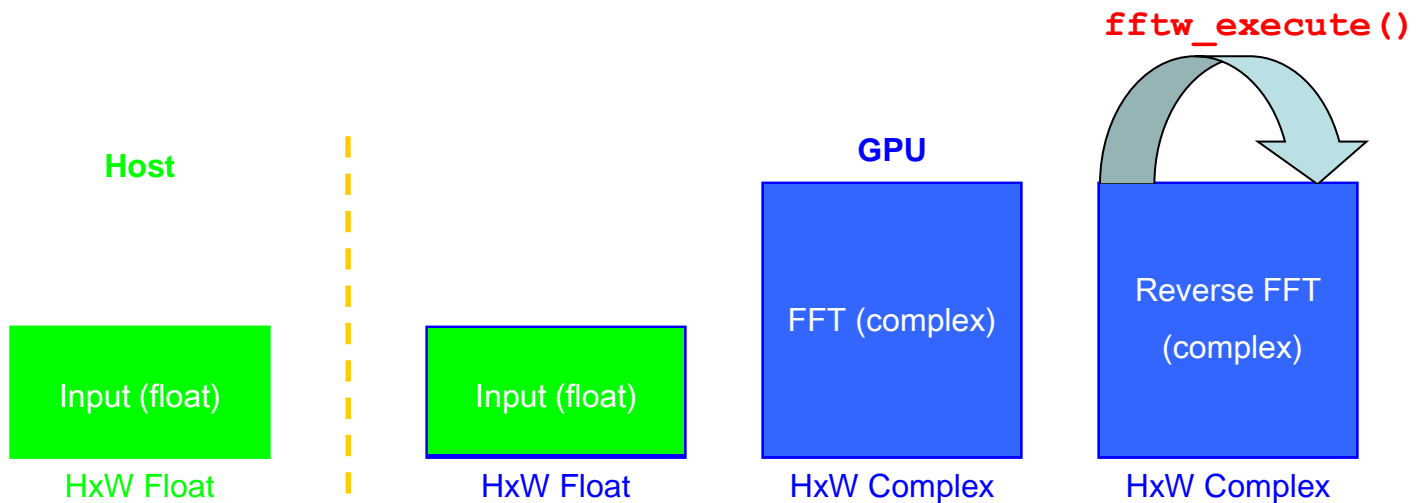 fftw_execute()
Host
GPU
Input (float)
Input (float)
FFT (complex)
Reverse FFT
(complex)
HxW Float
HxW Float
HxW Complex
HxW Complex